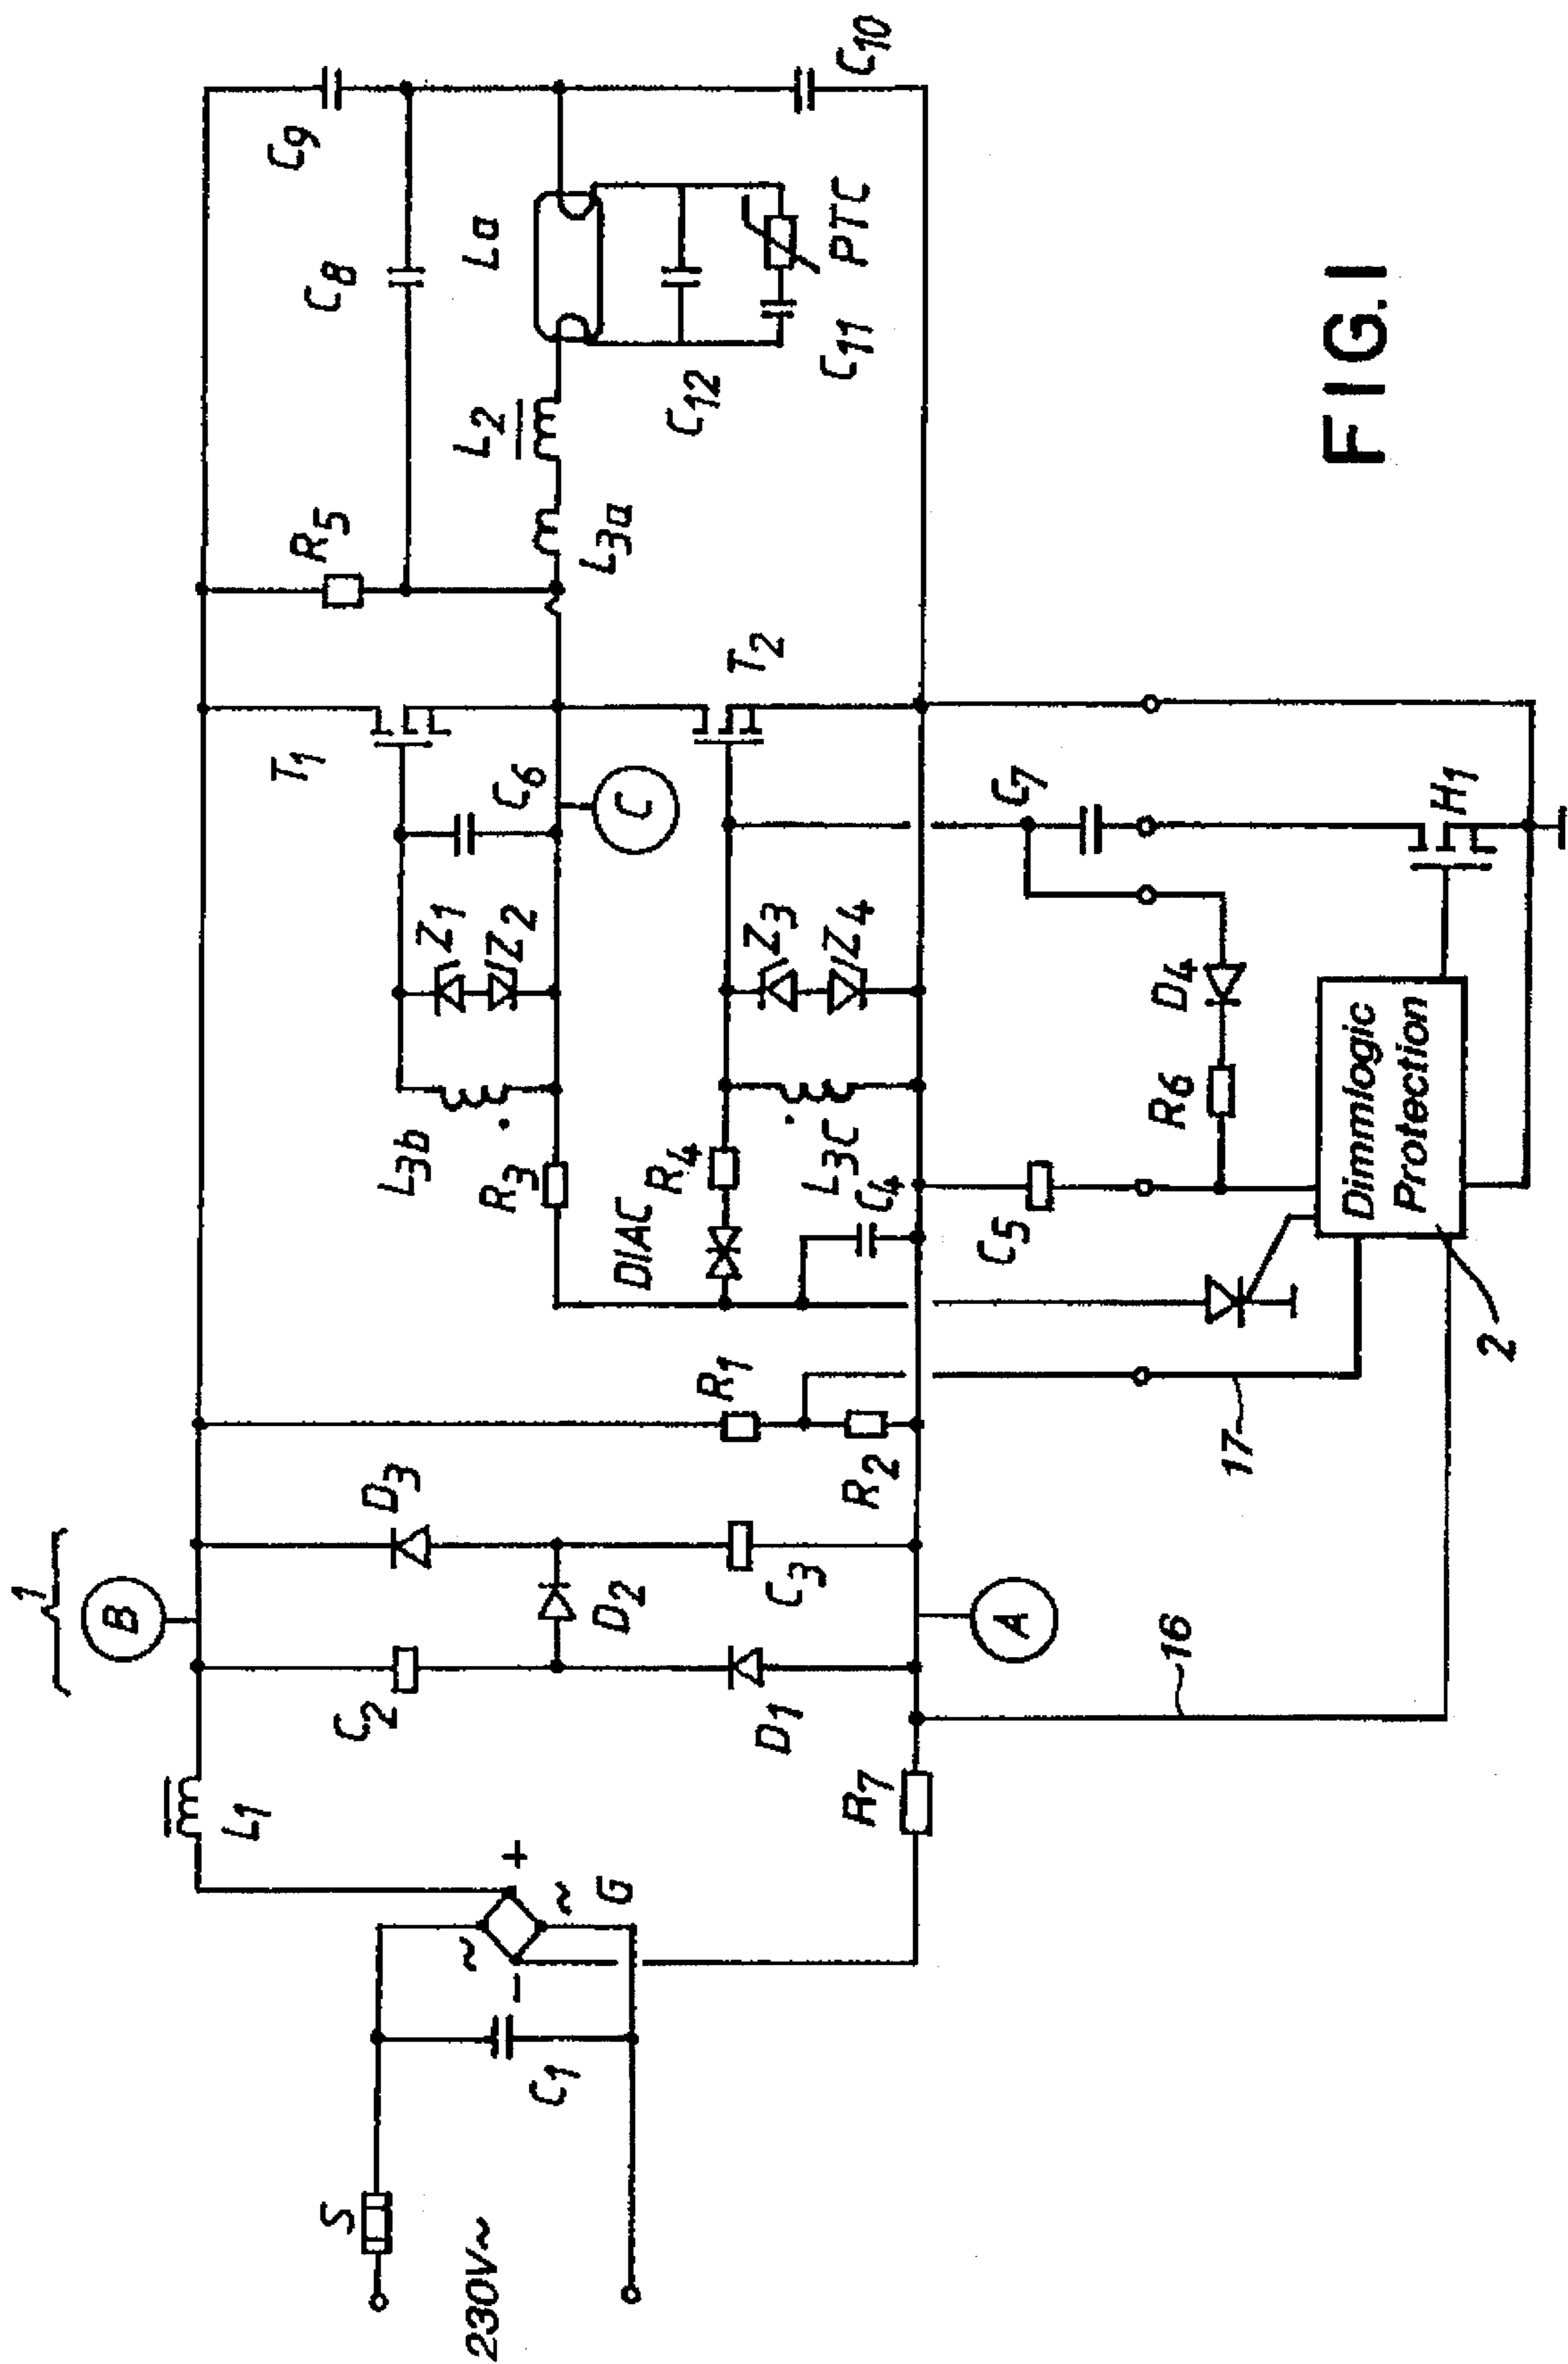 1
B
C9
C10
C8
La
R5
L2
L3a
C12
C11
PTC
T1
T2
C6
C
C7
H1
Z1
Z2
Z3
Z4
D4
R6
L3b
R3
R4
L3C
DIAC
C4
C5
Dimmlogic
Protection
2
R1
R2
17
D3
D2
C3
C2
D1
A
16
L1
R7
+
~
G
~
-
C1
S
230V~
FIG.1